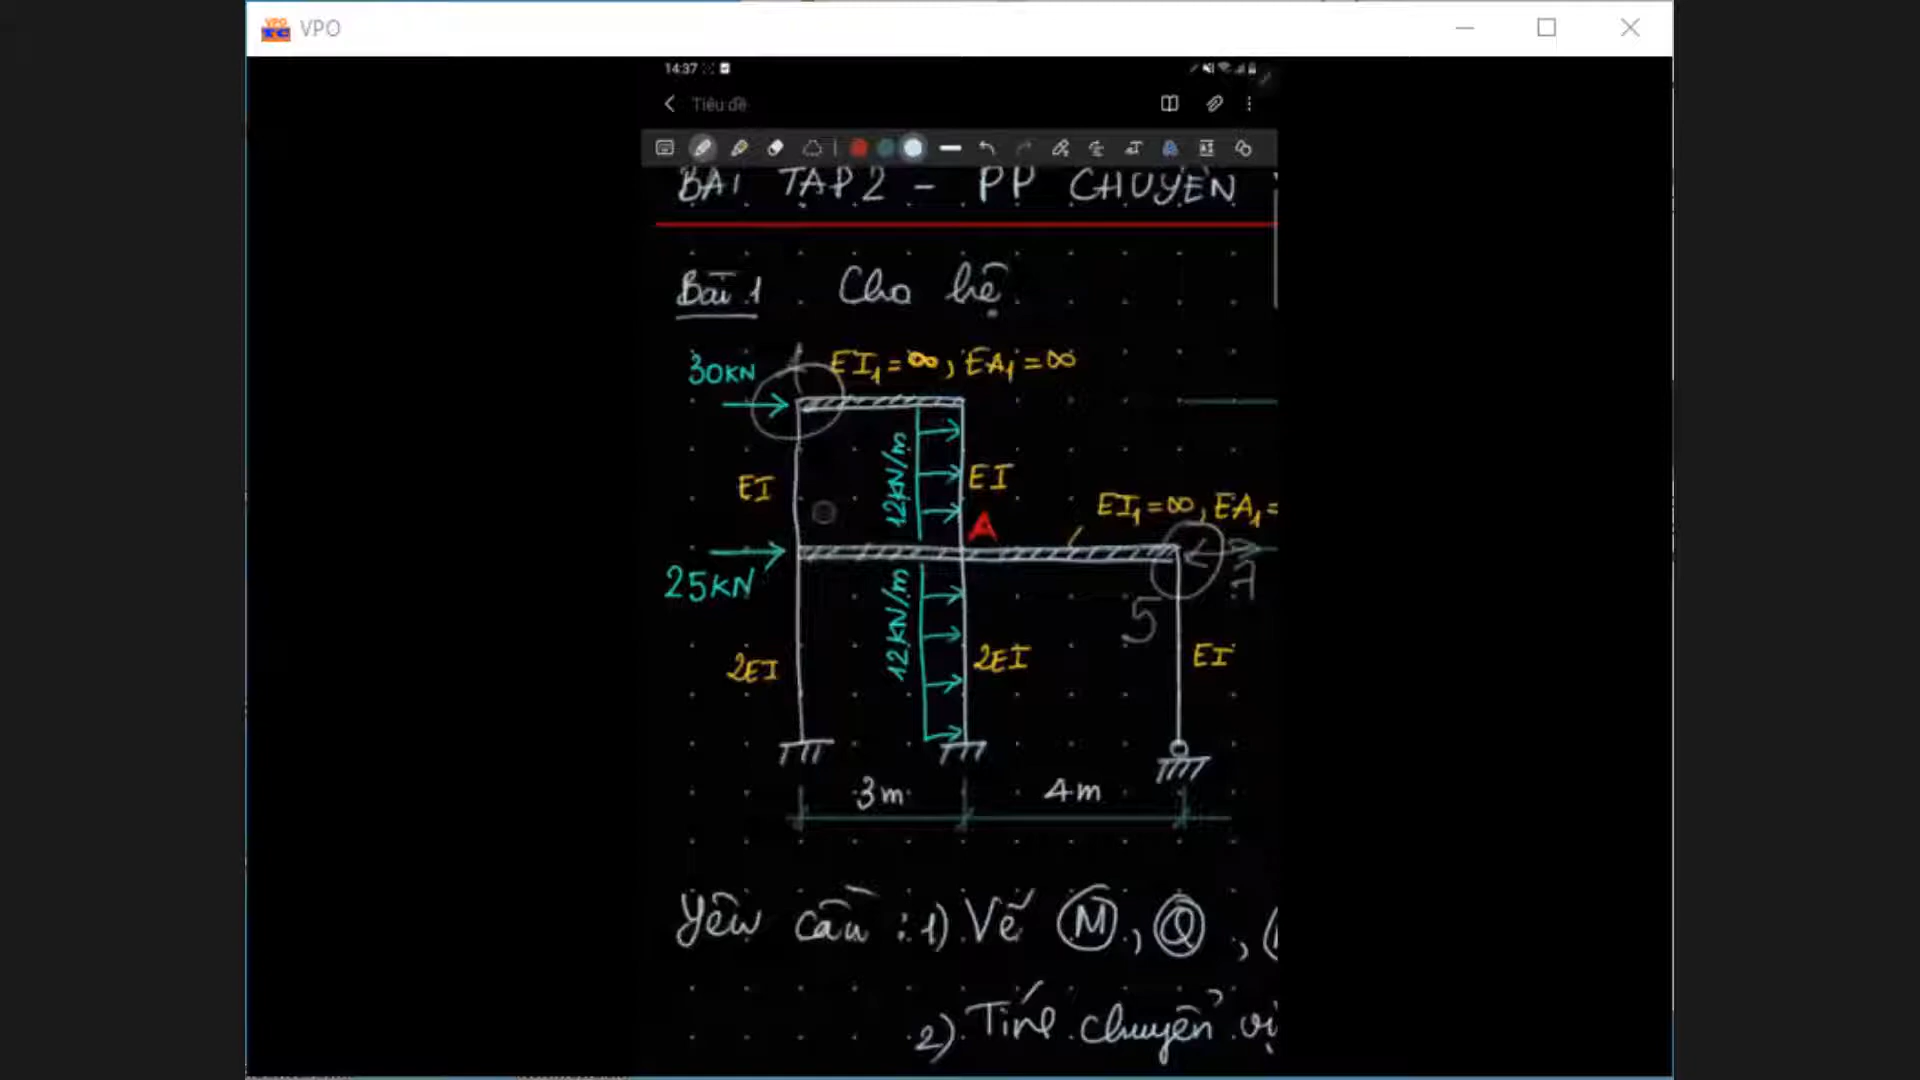 VPO
VPO
TC
14:37
Tiêu đề
BÀI TẬP 2 - PP CHUYỂN
Bài 1 Cho hệ
30KN
EI₁=∞, EA₁=∞
EI
12KN/m
EI
A
EI₁=∞, EA₁=
25KN
12KN/m
5
2EI
2EI
EI
3m
4m
Yêu cầu: 1) Vẽ M, Q,
2) Tính chuyển vị